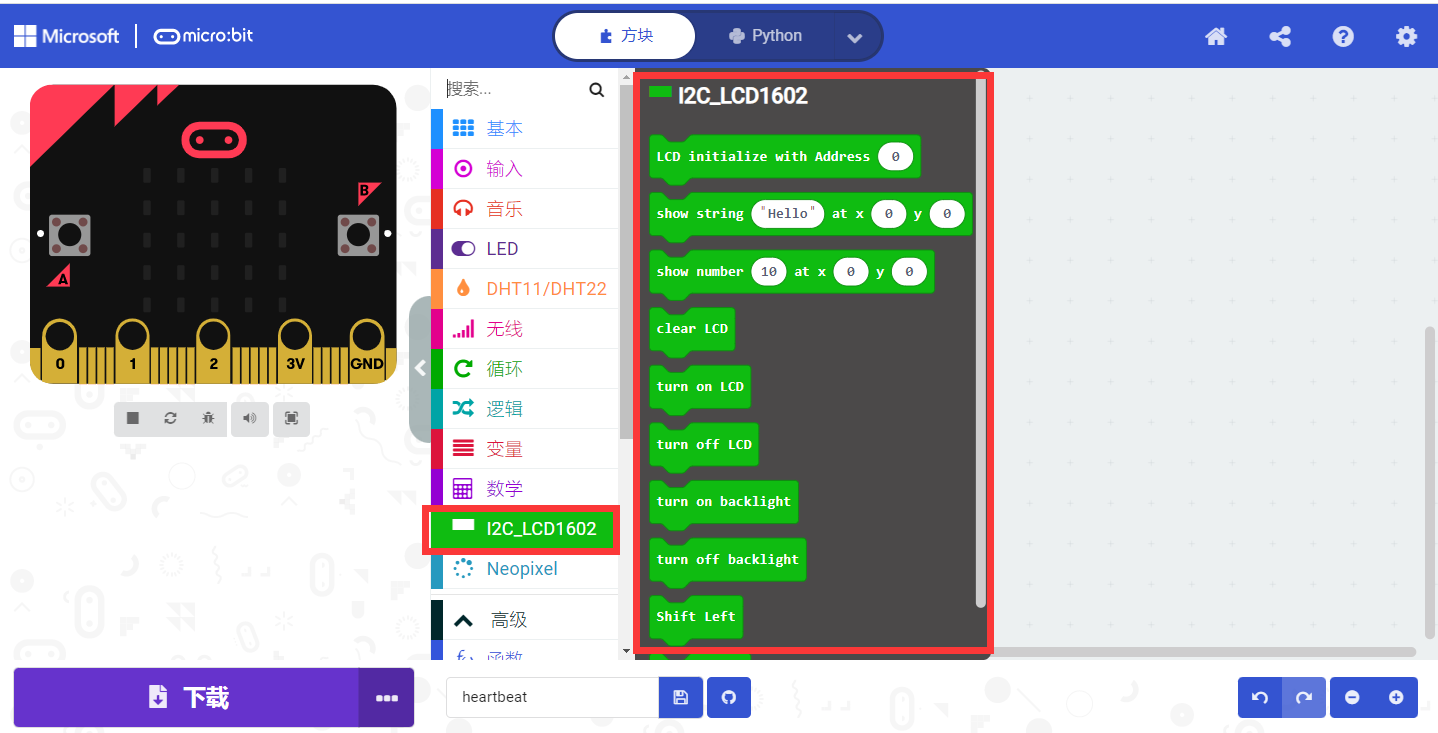 Microsoft micro:bit 方块 Python
B
A
0 1 2 3V GND
搜索...
基本
输入
音乐
LED
DHT11/DHT22
无线
循环
逻辑
变量
数学
I2C_LCD1602
Neopixel
高级
函数
I2C_LCD1602
LCD initialize with Address 0
show string "Hello" at x 0 y 0
show number 10 at x 0 y 0
clear LCD
turn on LCD
turn off LCD
turn on backlight
turn off backlight
Shift Left
下载
heartbeat